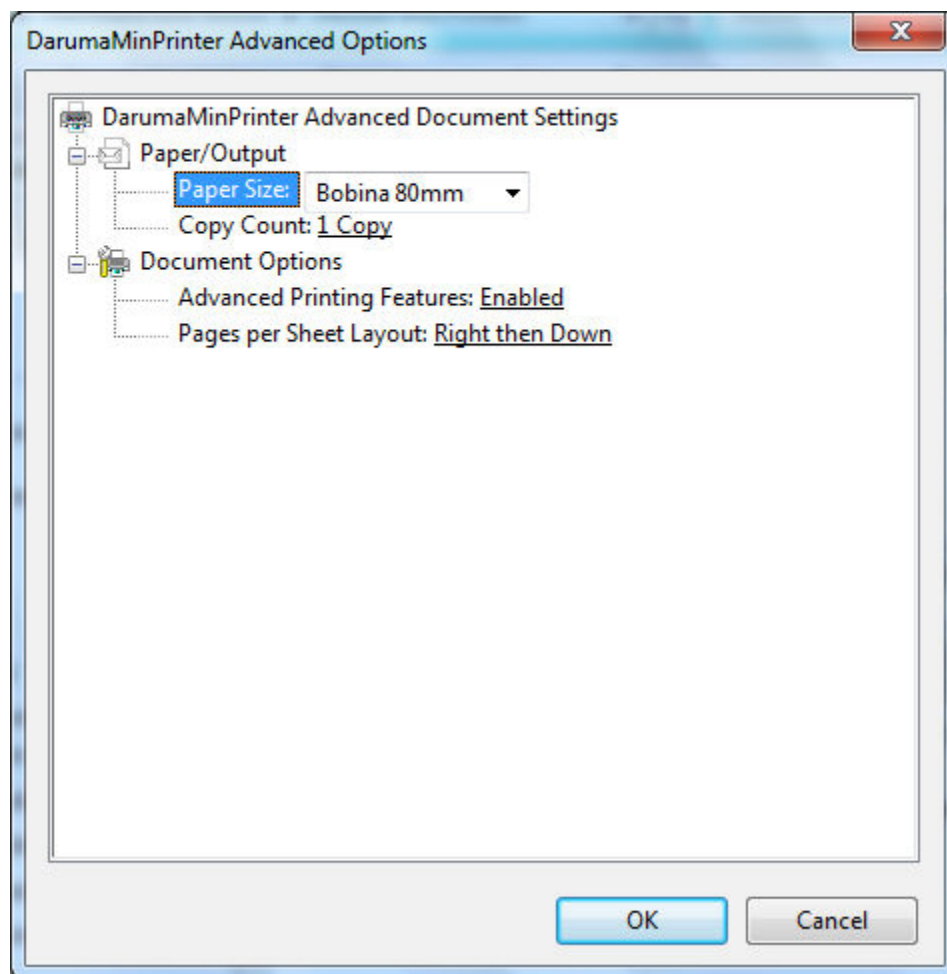 DarumaMinPrinter Advanced Options
DarumaMinPrinter Advanced Document Settings
Paper/Output
Paper Size: Bobina 80mm
Copy Count: 1 Copy
Document Options
Advanced Printing Features: Enabled
Pages per Sheet Layout: Right then Down
OK Cancel